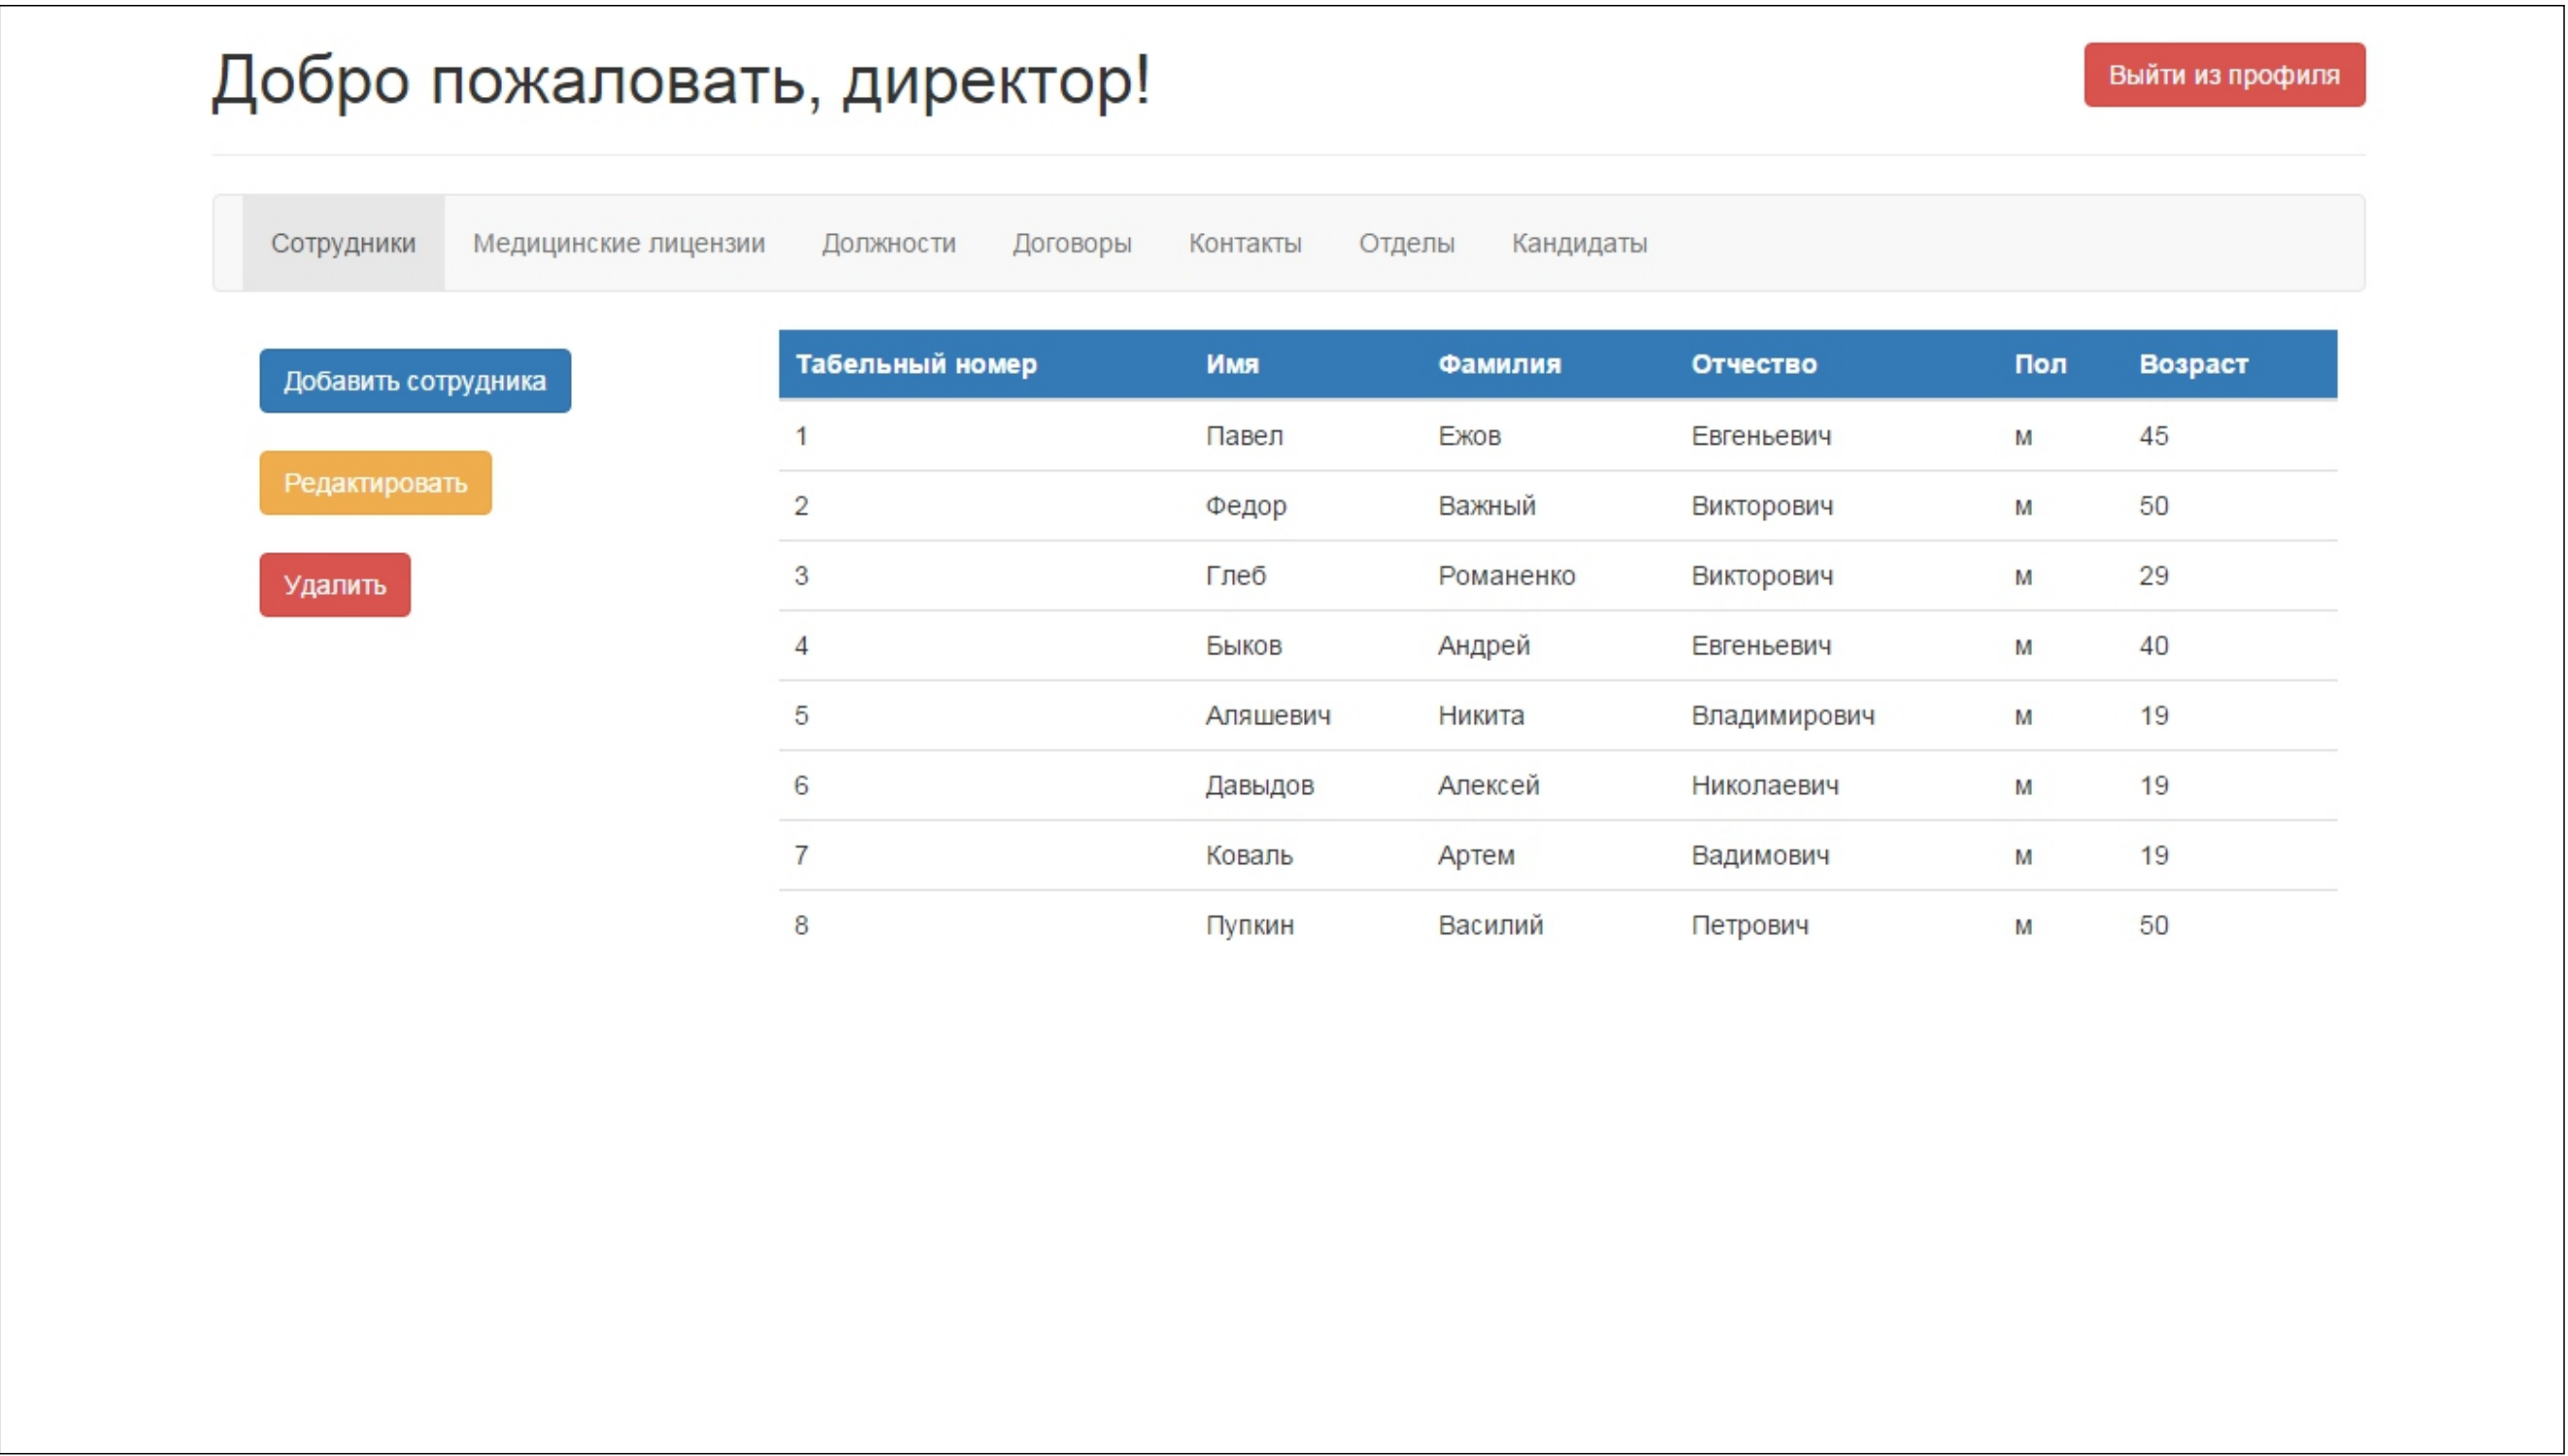 Добро пожаловать, директор!
Выйти из профиля
Сотрудники Медицинские лицензии Должности Договоры Контакты Отделы Кандидаты
Добавить сотрудника
Редактировать
Удалить
Табельный номер Имя Фамилия Отчество Пол Возраст
1 Павел Ежов Евгеньевич м 45
2 Федор Важный Викторович м 50
3 Глеб Романенко Викторович м 29
4 Быков Андрей Евгеньевич м 40
5 Аляшевич Никита Владимирович м 19
6 Давыдов Алексей Николаевич м 19
7 Коваль Артем Вадимович м 19
8 Пупкин Василий Петрович м 50